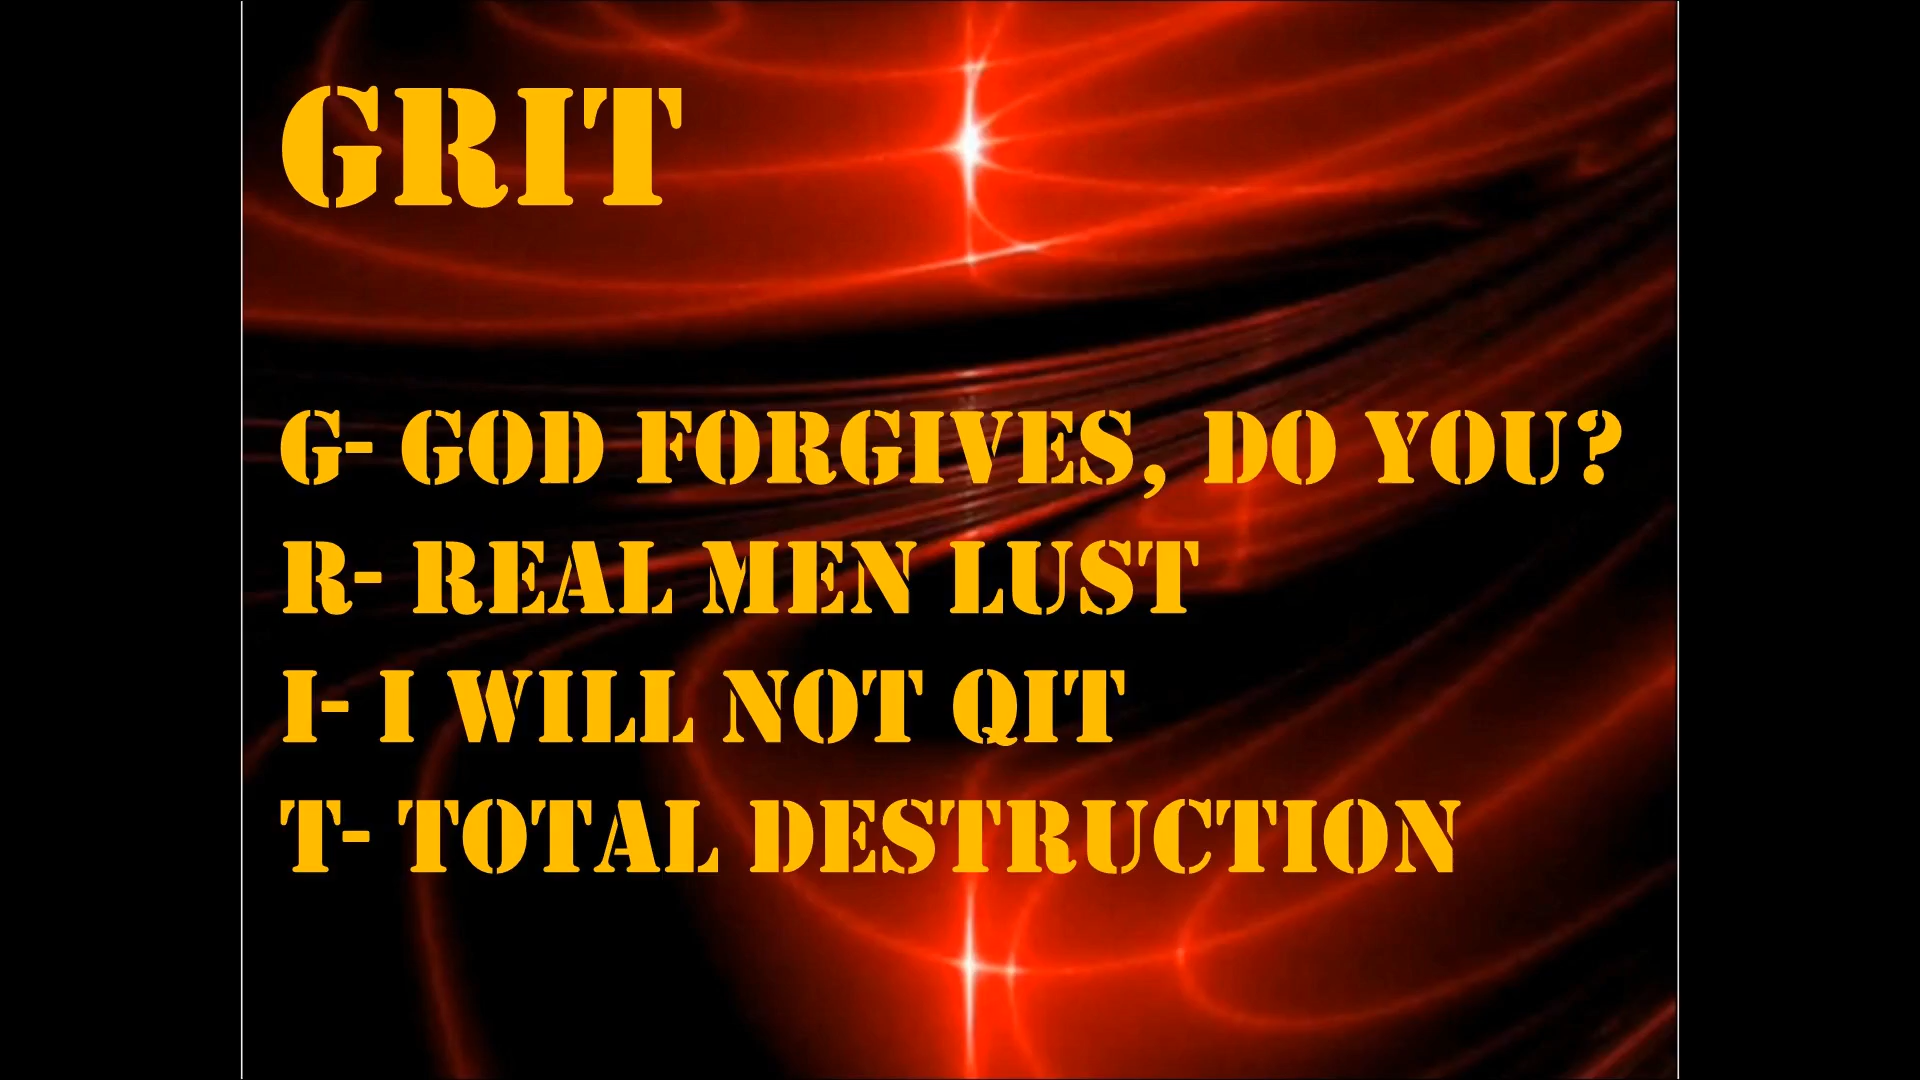 GRIT
G- GOD FORGIVES, DO YOU?
R- REAL MEN LUST
I- I WILL NOT QIT
T- TOTAL DESTRUCTION